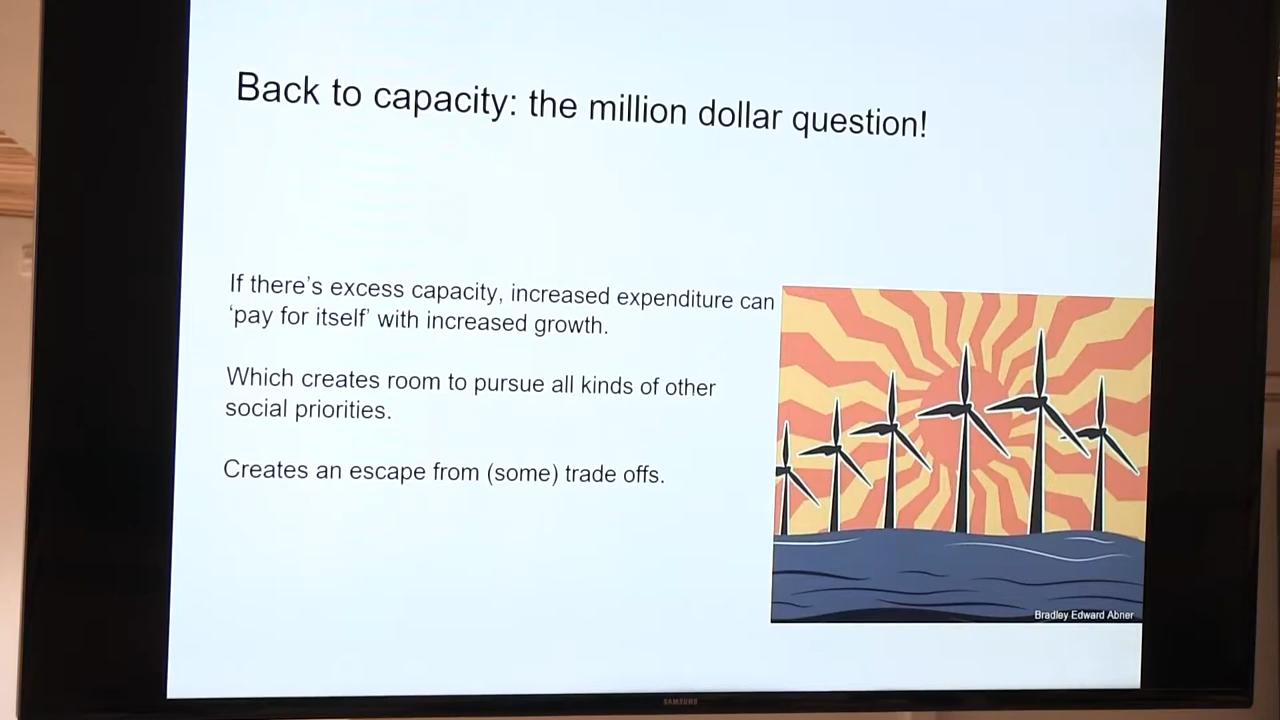 Back to capacity: the million dollar question!
If there's excess capacity, increased expenditure can
‘pay for itself’ with increased growth.
Which creates room to pursue all kinds of other
social priorities.
Creates an escape from (some) trade offs.
Bradley Edward Abner
SAMSUNG